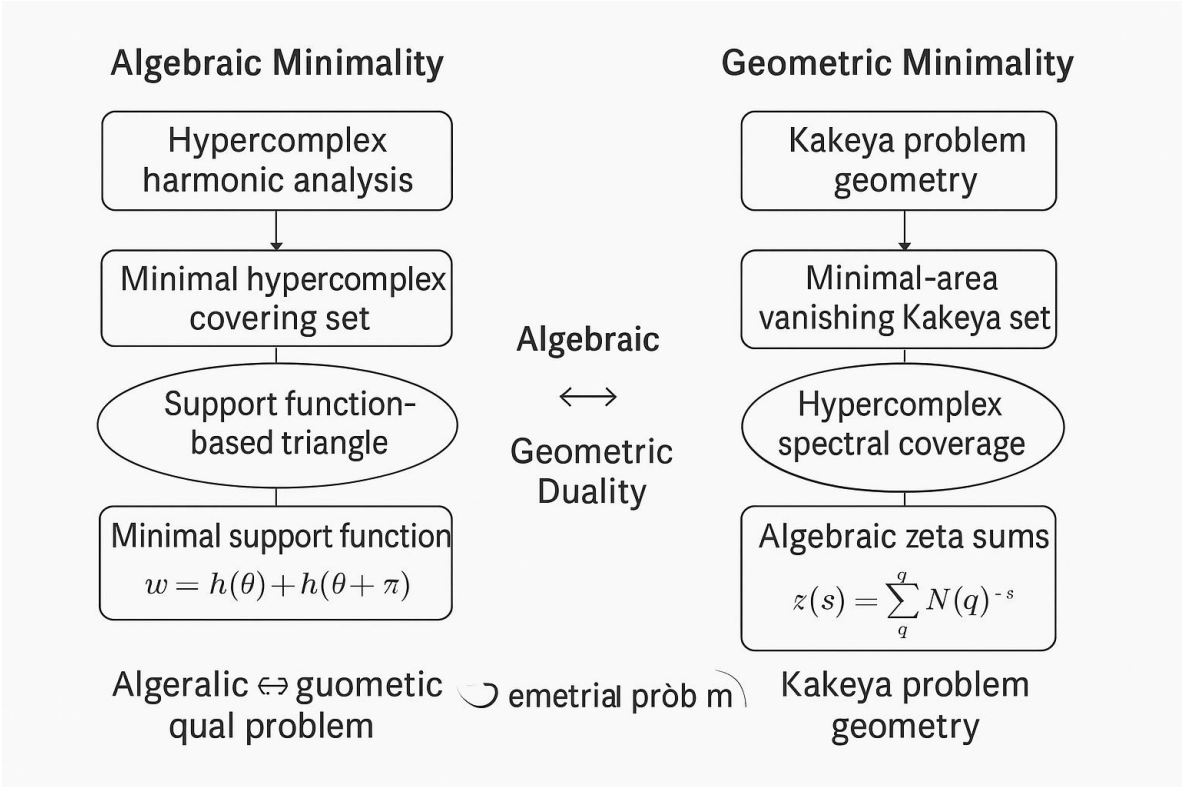 Algebraic Minimality
Hypercomplex
harmonic analysis
Minimal hypercomplex
covering set
Support function-
based triangle
Minimal support function
w = h(θ) + h(θ + π)
Algebraic
↔
Geometric
Duality
Geometric Minimality
Kakeya problem
geometry
Minimal-area
vanishing Kakeya set
Hypercomplex
spectral coverage
Algebraic zeta sums
q
z(s) = ∑ N(q)⁻ˢ
q
Algeralic ↔ guometic
qual problem
emetrial pròb m
Kakeya problem
geometry